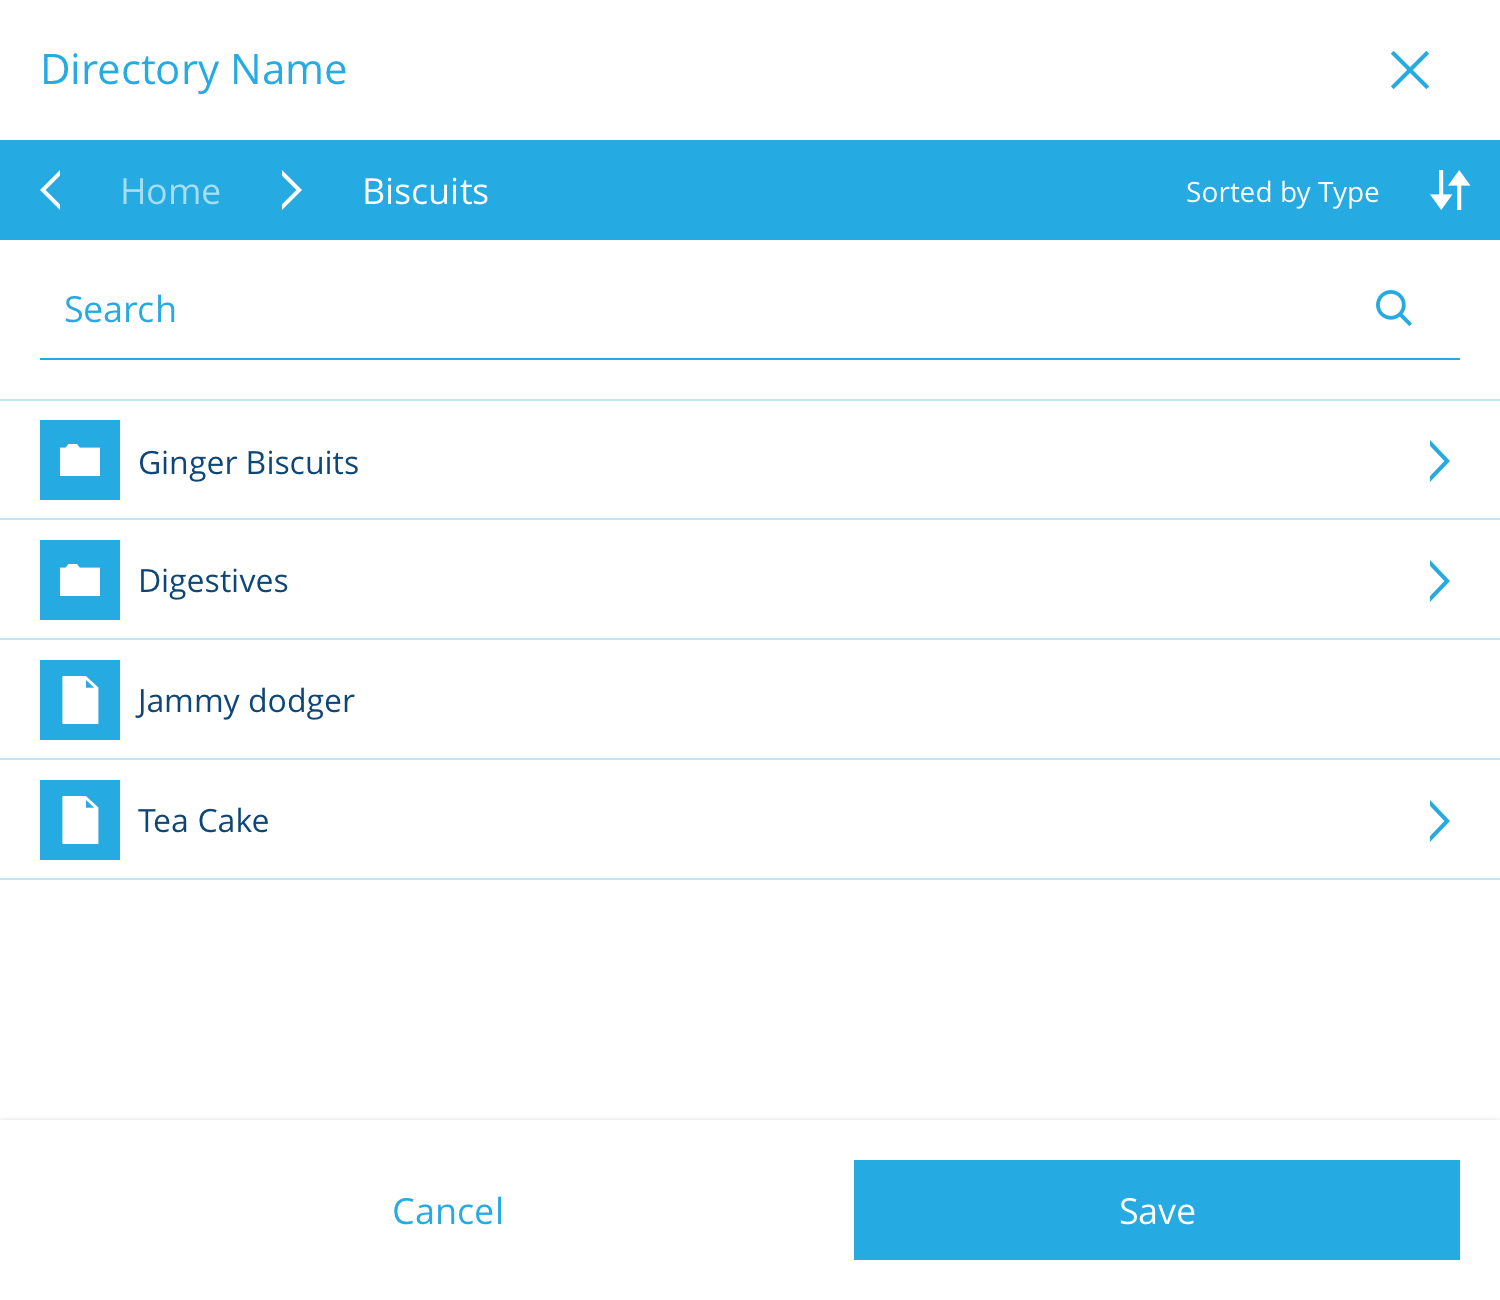 Directory Name
Home Biscuits Sorted by Type
Search
Ginger Biscuits
Digestives
Jammy dodger
Tea Cake
Cancel Save